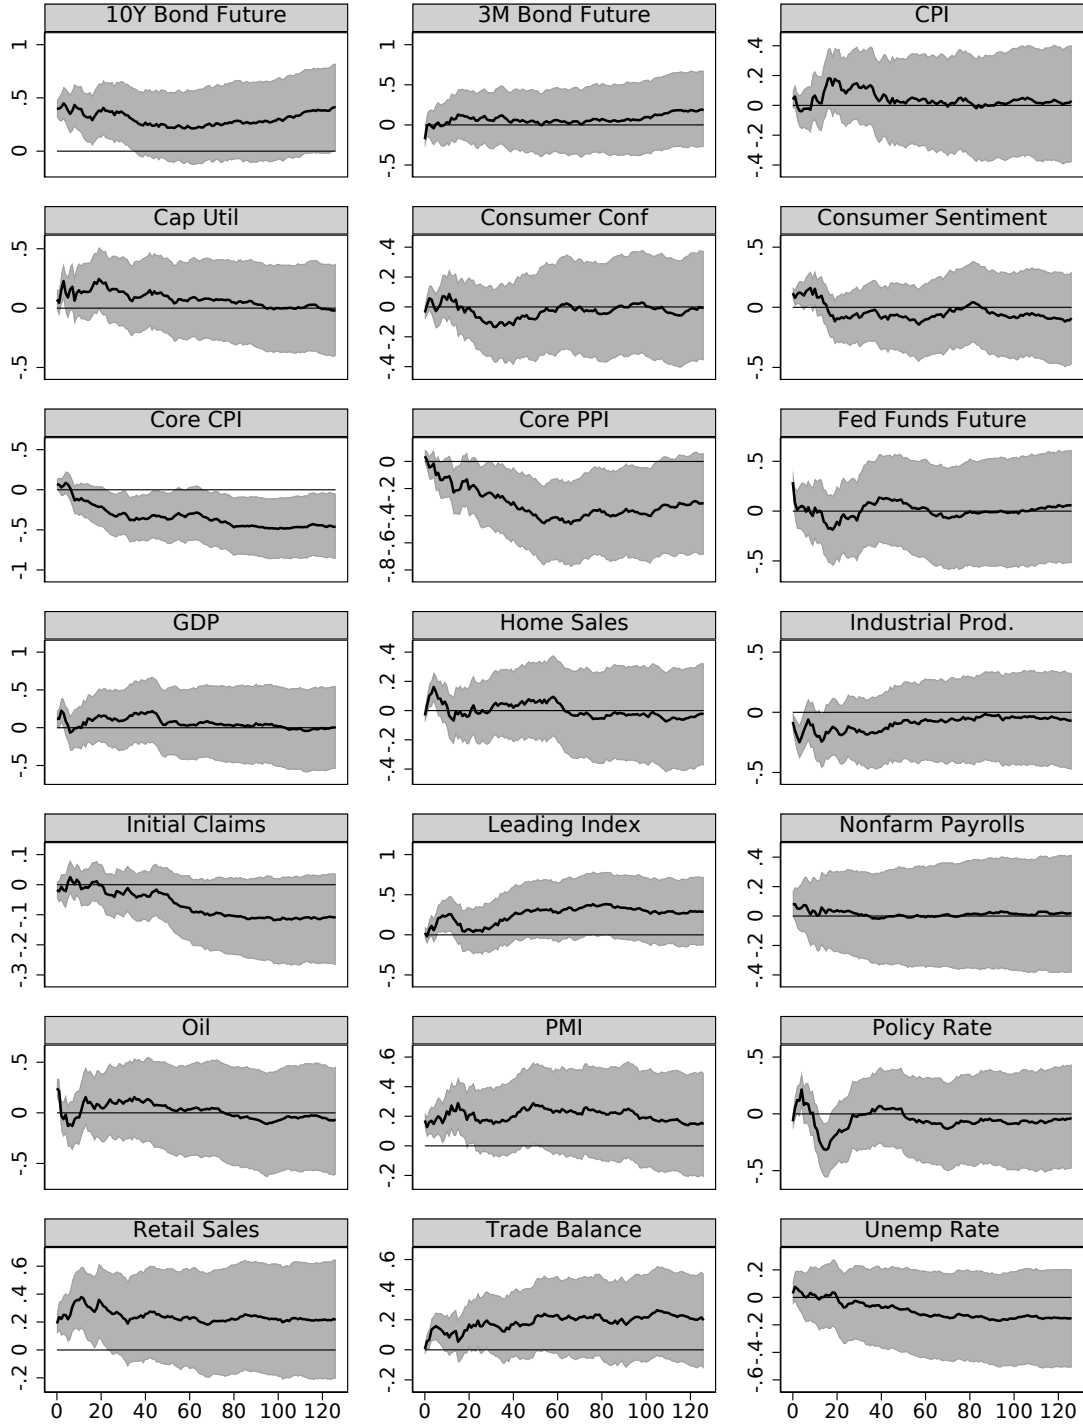 10Y Bond Future 3M Bond Future CPI
1 .5 0
1 .5 0 -.5
.4 .2 0 -.2 -.4
Cap Util Consumer Conf Consumer Sentiment
.5 0 -.5
.4 .2 0 -.2 -.4
.5 0 -.5
Core CPI Core PPI Fed Funds Future
.5 0 -.5 -1
0 -.2 -.4 -.6 -.8
.5 0 -.5
GDP Home Sales Industrial Prod.
1 .5 0 -.5
.4 .2 0 -.2 -.4
.5 0 -.5
Initial Claims Leading Index Nonfarm Payrolls
.1 0 -.1 -.2 -.3
1 .5 0 -.5
.4 .2 0 -.2 -.4
Oil PMI Policy Rate
.5 0 -.5
.6 .4 .2 0 -.2
.5 0 -.5
Retail Sales Trade Balance Unemp Rate
.6 .4 .2 0 -.2
.6 .4 .2 0 -.2
.2 0 -.2 -.4 -.6
0 20 40 60 80 100 120 0 20 40 60 80 100 120 0 20 40 60 80 100 120